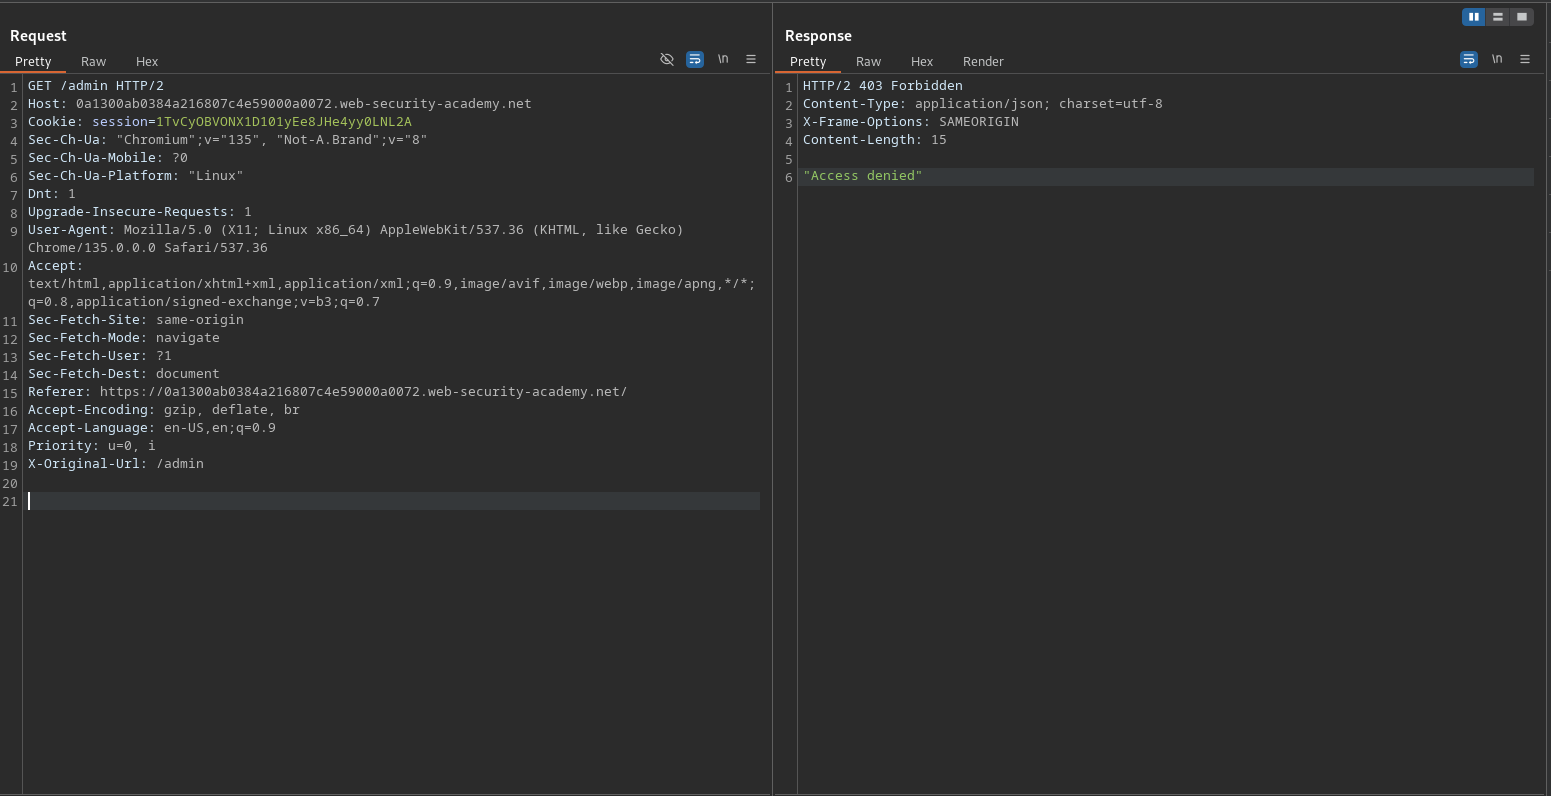 Request
Pretty Raw Hex \n
1 GET /admin HTTP/2
2 Host: 0a1300ab0384a216807c4e59000a0072.web-security-academy.net
3 Cookie: session=1TvCyOBVONX1D101yEe8JHe4yy0LNL2A
4 Sec-Ch-Ua: "Chromium";v="135", "Not-A.Brand";v="8"
5 Sec-Ch-Ua-Mobile: ?0
6 Sec-Ch-Ua-Platform: "Linux"
7 Dnt: 1
8 Upgrade-Insecure-Requests: 1
9 User-Agent: Mozilla/5.0 (X11; Linux x86_64) AppleWebKit/537.36 (KHTML, like Gecko)
Chrome/135.0.0.0 Safari/537.36
10 Accept:
text/html,application/xhtml+xml,application/xml;q=0.9,image/avif,image/webp,image/apng,*/*;
q=0.8,application/signed-exchange;v=b3;q=0.7
11 Sec-Fetch-Site: same-origin
12 Sec-Fetch-Mode: navigate
13 Sec-Fetch-User: ?1
14 Sec-Fetch-Dest: document
15 Referer: https://0a1300ab0384a216807c4e59000a0072.web-security-academy.net/
16 Accept-Encoding: gzip, deflate, br
17 Accept-Language: en-US,en;q=0.9
18 Priority: u=0, i
19 X-Original-Url: /admin
20
21
Response
Pretty Raw Hex Render \n
1 HTTP/2 403 Forbidden
2 Content-Type: application/json; charset=utf-8
3 X-Frame-Options: SAMEORIGIN
4 Content-Length: 15
5
6 "Access denied"